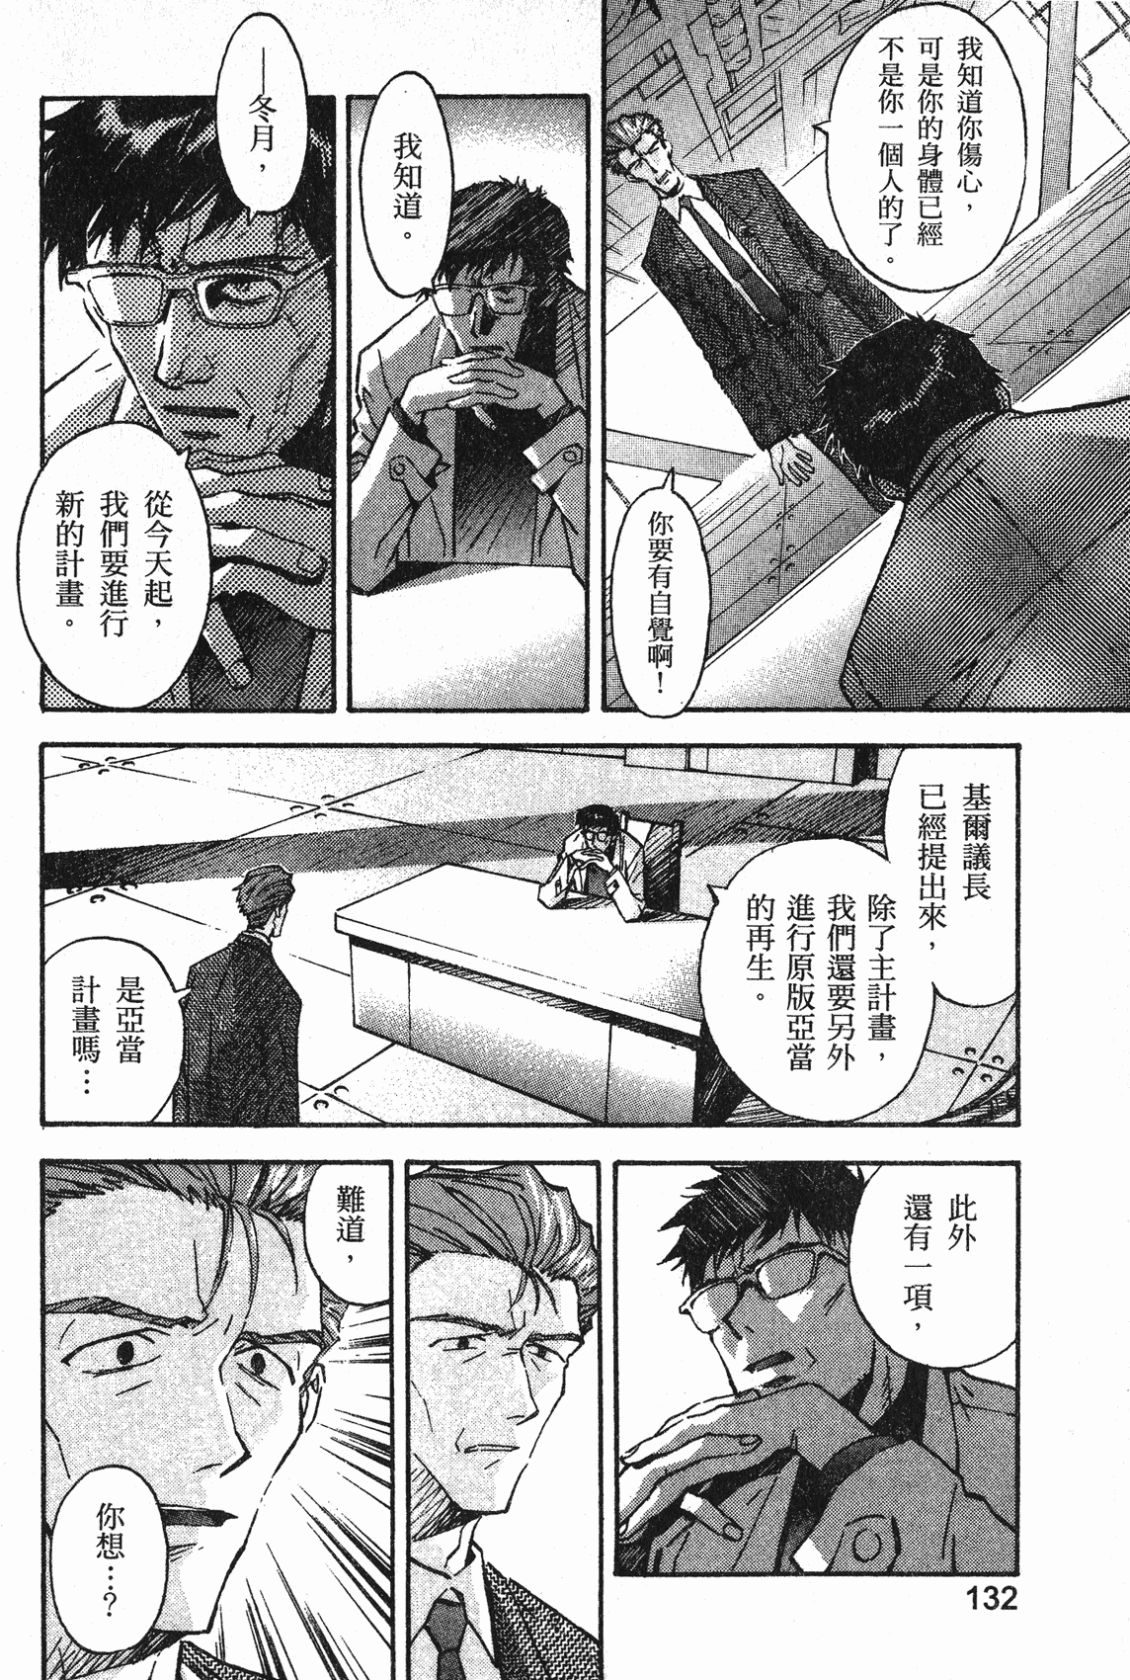 我知道你傷心，
可是你的身體已經
不是你一個人的了。
你要有自覺啊！
我知道。
──冬月，
從今天起，
我們要進行
新的計畫。
基爾議長
已經提出來，
除了主計畫，
我們還要另外
進行原版亞當
的再生。
是亞當
計畫嗎…
此外
還有一項，
難道，
你想…？
132